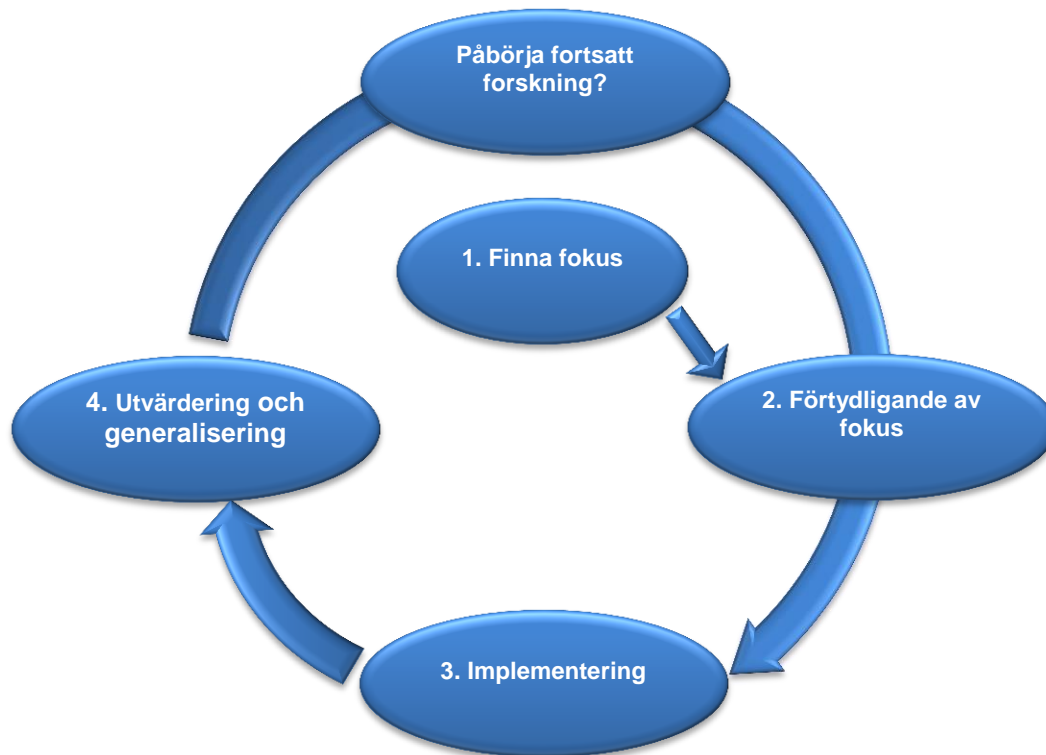 Påbörja fortsatt
forskning?
1. Finna fokus
2. Förtydligande av
fokus
3. Implementering
4. Utvärdering och
generalisering